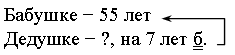 Бабушке – 55 лет
Дедушке – ?, на 7 лет б.